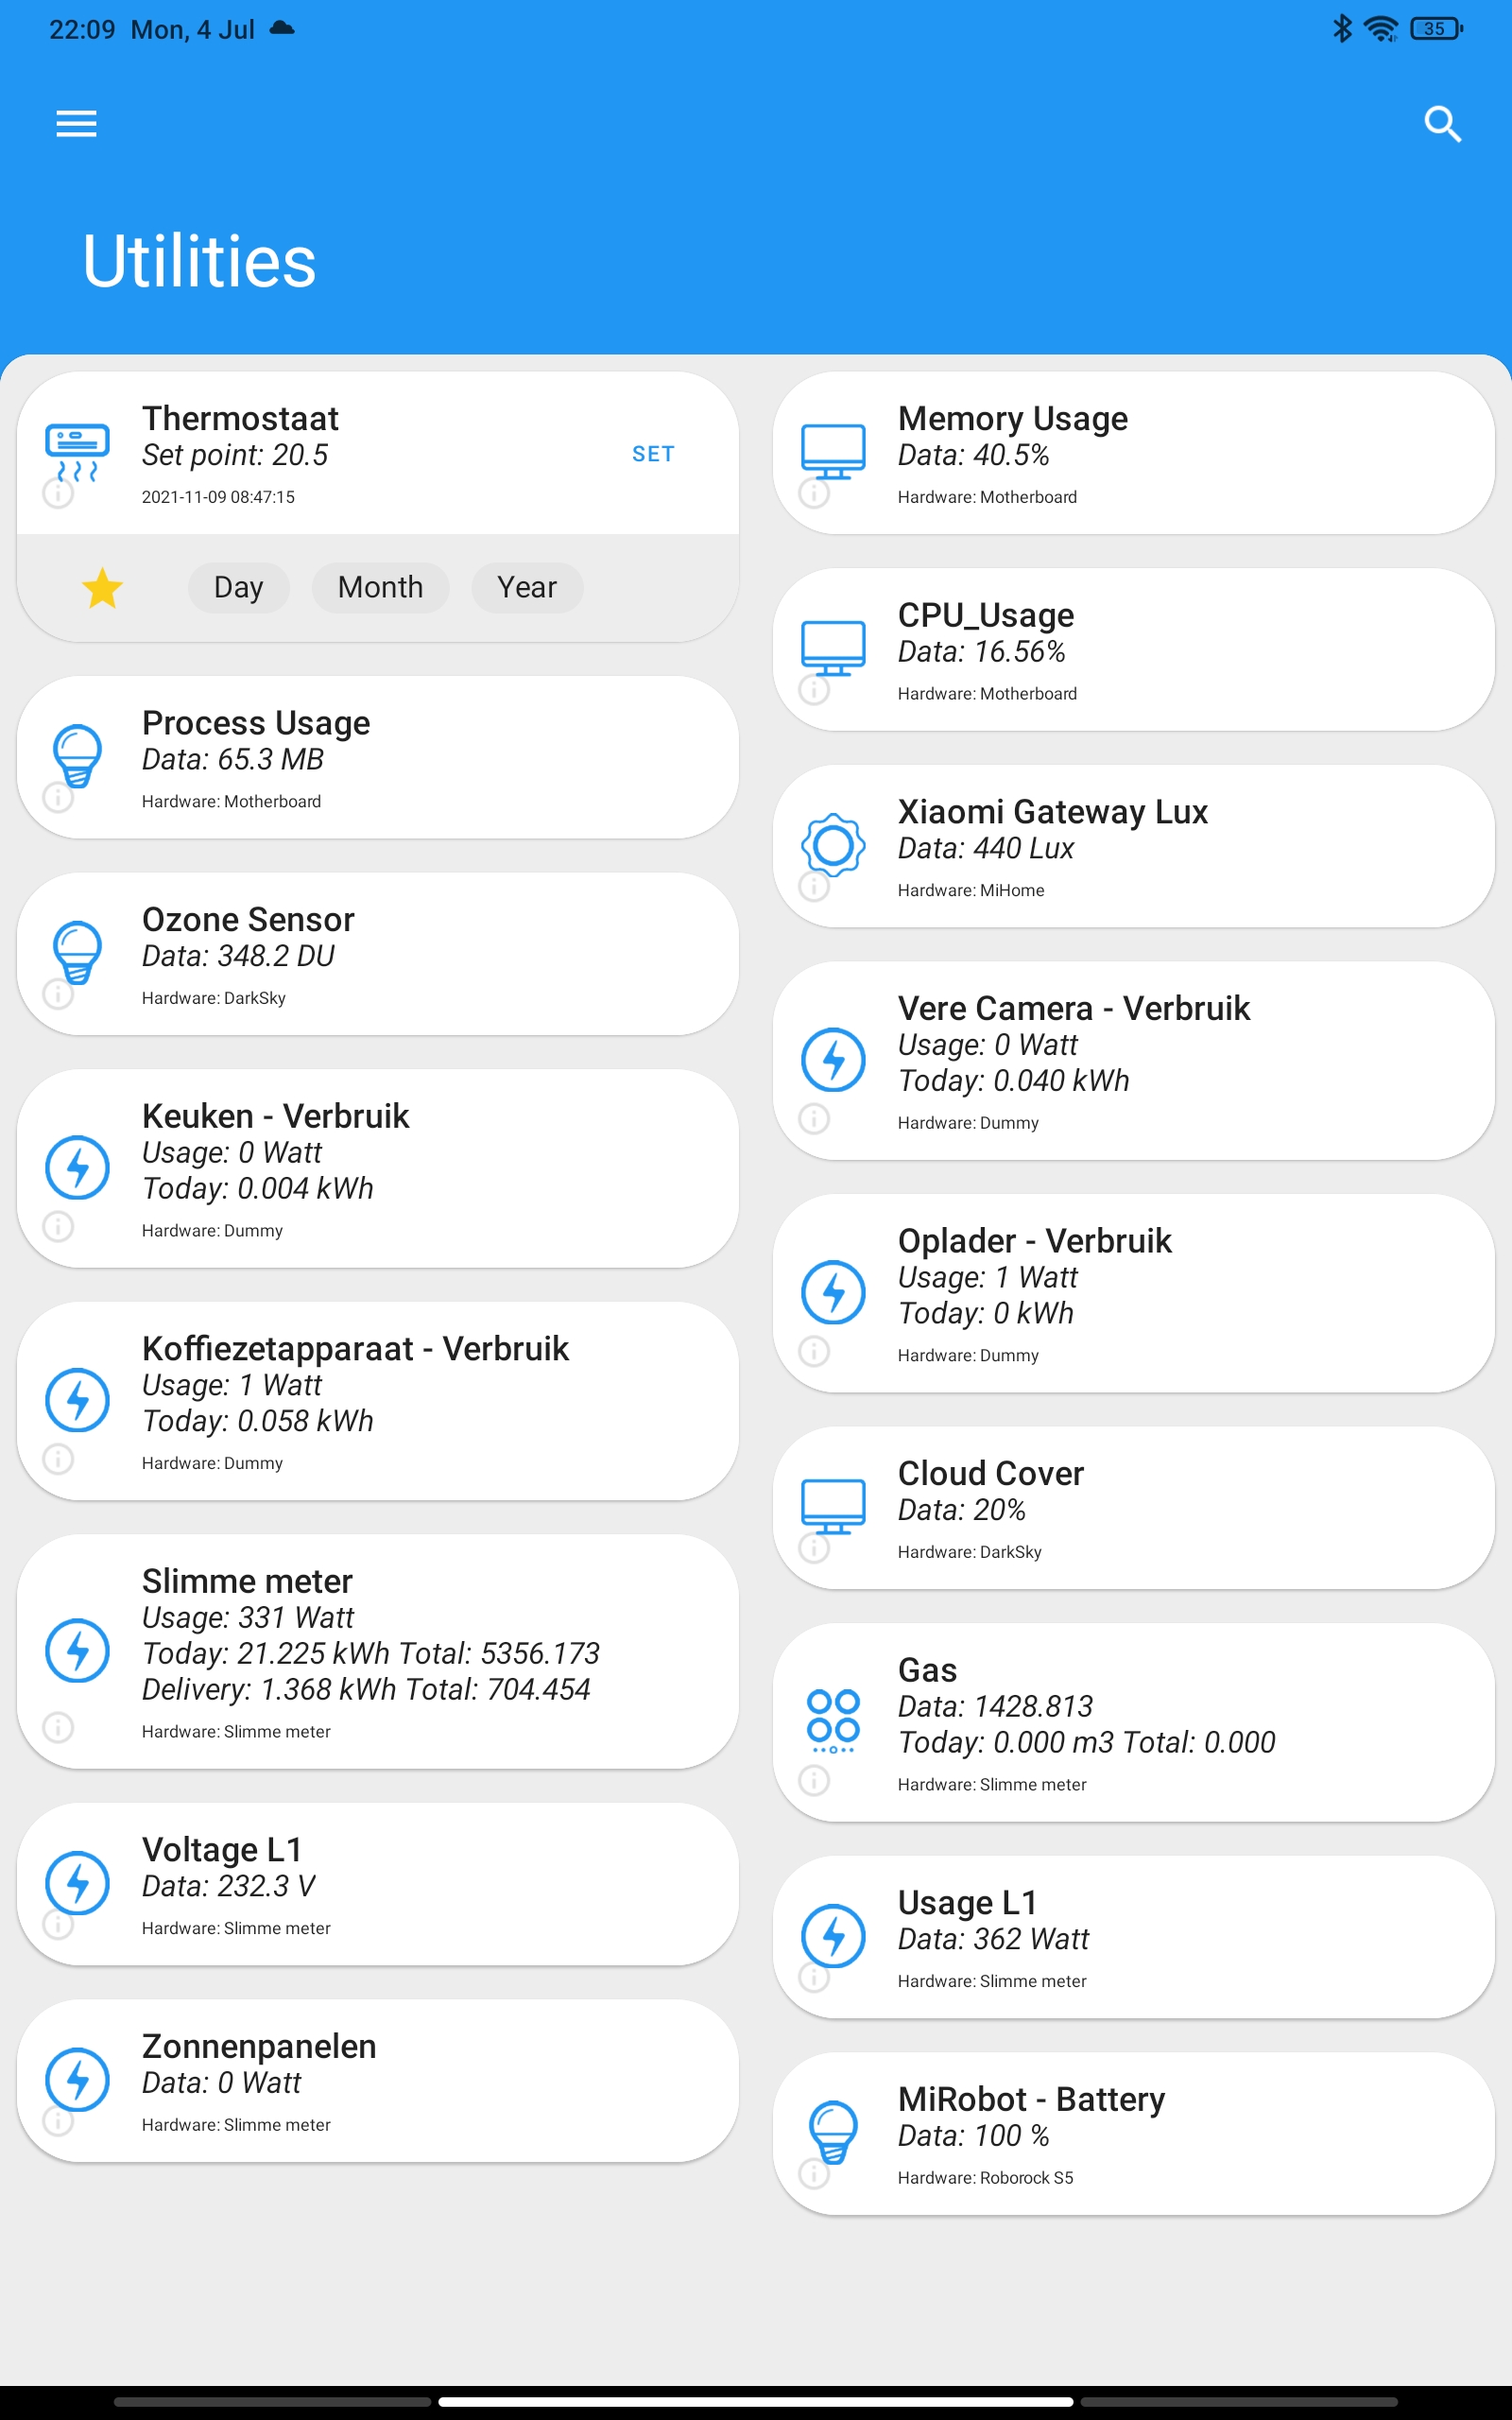 22:09 Mon, 4 Jul
35
Utilities
Thermostaat
Set point: 20.5
SET
2021-11-09 08:47:15
Day
Month
Year
Process Usage
Data: 65.3 MB
Hardware: Motherboard
Ozone Sensor
Data: 348.2 DU
Hardware: DarkSky
Keuken - Verbruik
Usage: 0 Watt
Today: 0.004 kWh
Hardware: Dummy
Koffiezetapparaat - Verbruik
Usage: 1 Watt
Today: 0.058 kWh
Hardware: Dummy
Slimme meter
Usage: 331 Watt
Today: 21.225 kWh Total: 5356.173
Delivery: 1.368 kWh Total: 704.454
Hardware: Slimme meter
Voltage L1
Data: 232.3 V
Hardware: Slimme meter
Zonnenpanelen
Data: 0 Watt
Hardware: Slimme meter
Memory Usage
Data: 40.5%
Hardware: Motherboard
CPU_Usage
Data: 16.56%
Hardware: Motherboard
Xiaomi Gateway Lux
Data: 440 Lux
Hardware: MiHome
Vere Camera - Verbruik
Usage: 0 Watt
Today: 0.040 kWh
Hardware: Dummy
Oplader - Verbruik
Usage: 1 Watt
Today: 0 kWh
Hardware: Dummy
Cloud Cover
Data: 20%
Hardware: DarkSky
Gas
Data: 1428.813
Today: 0.000 m3 Total: 0.000
Hardware: Slimme meter
Usage L1
Data: 362 Watt
Hardware: Slimme meter
MiRobot - Battery
Data: 100 %
Hardware: Roborock S5